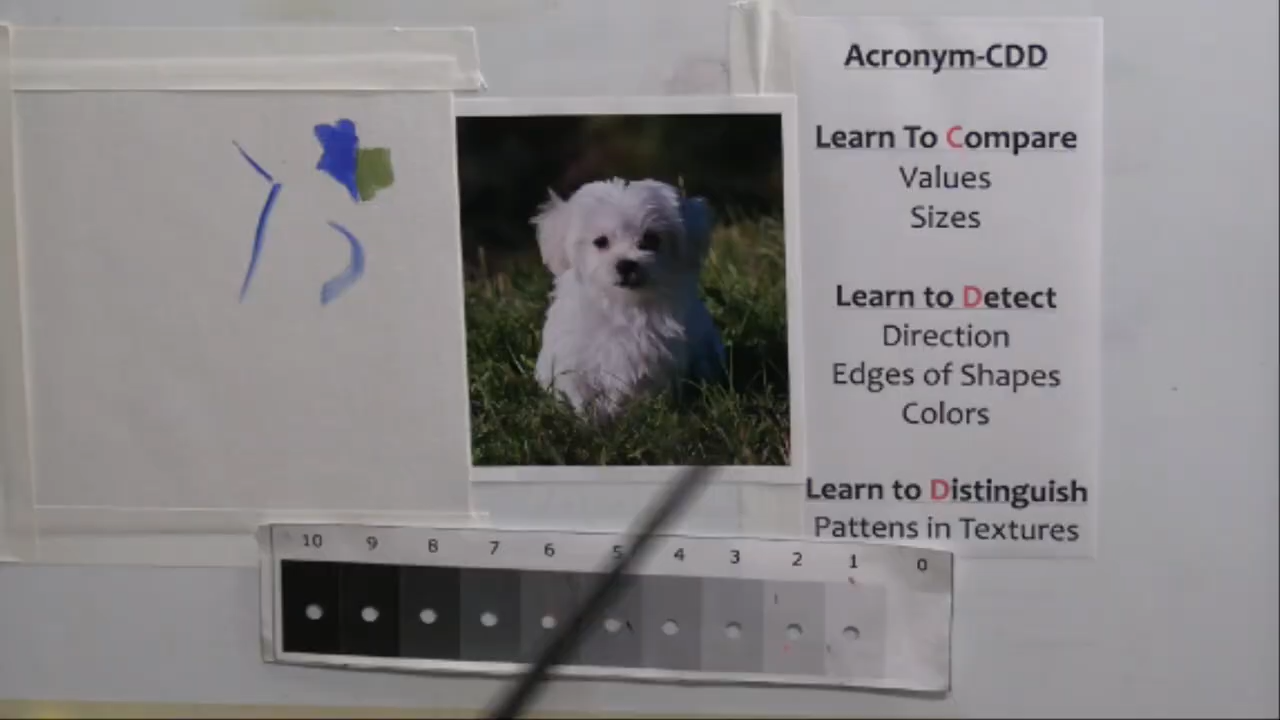 Acronym-CDD
Learn To Compare
Values
Sizes
Learn to Detect
Direction
Edges of Shapes
Colors
Learn to Distinguish
Pattens in Textures
10 9 8 7 6 5 4 3 2 1 0